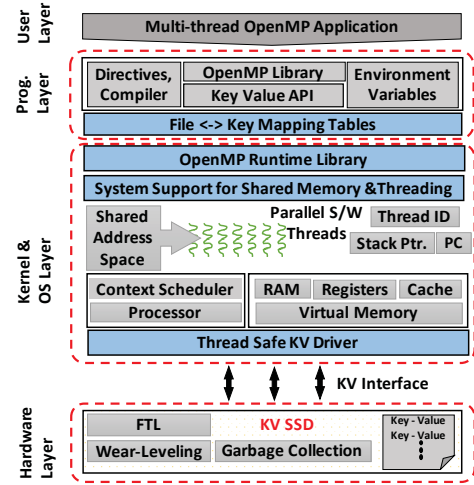 User
Layer
Multi-thread OpenMP Application
Prog.
Layer
Directives,
Compiler
OpenMP Library
Key Value API
Environment
Variables
File <-> Key Mapping Tables
Kernel &
OS Layer
OpenMP Runtime Library
System Support for Shared Memory &Threading
Shared
Address
Space
Parallel S/W
Threads
Thread ID
Stack Ptr.
PC
Context Scheduler
Processor
RAM
Registers
Cache
Virtual Memory
Thread Safe KV Driver
KV Interface
Hardware
Layer
FTL
KV SSD
Wear-Leveling
Garbage Collection
Key - Value
Key - Value